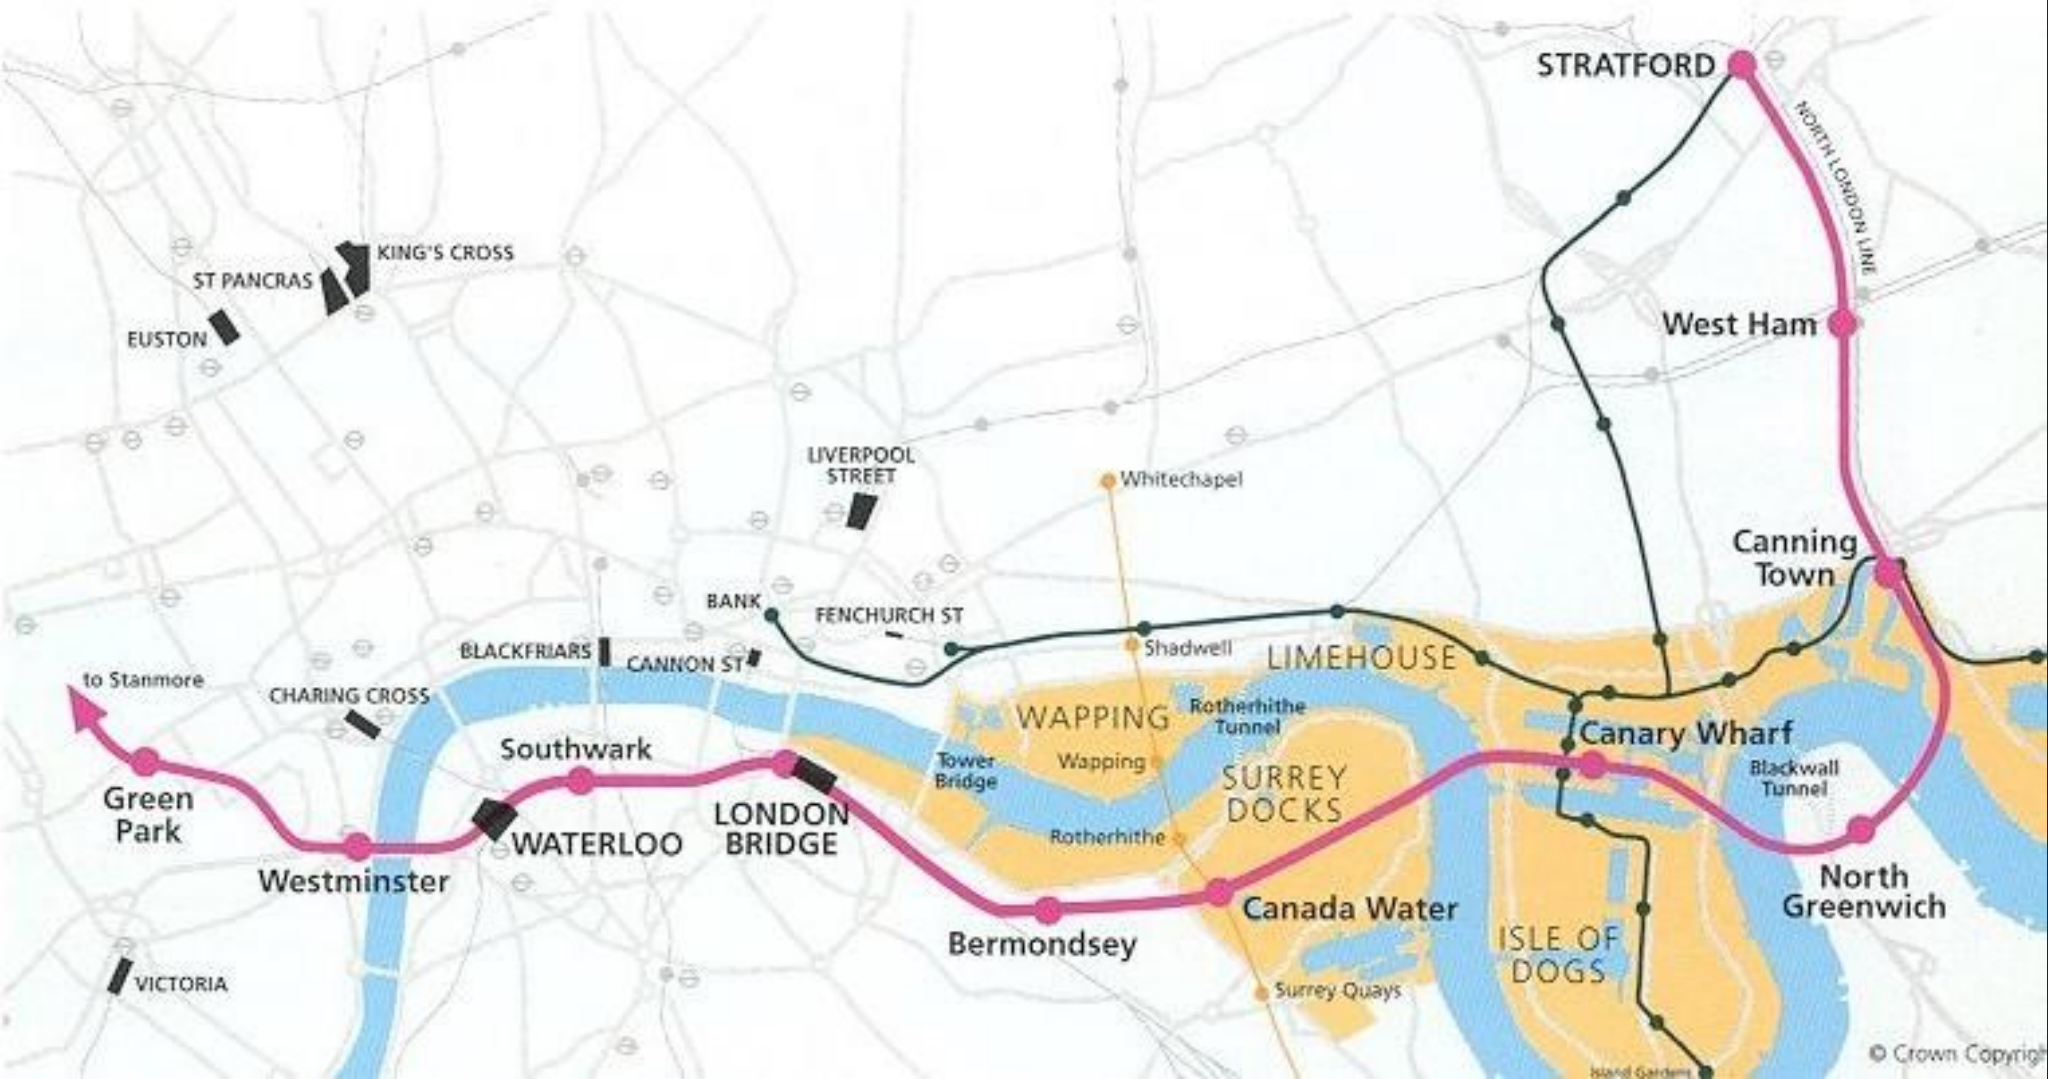 STRATFORD
NORTH LONDON LINE
KING'S CROSS
ST PANCRAS
EUSTON
West Ham
LIVERPOOL
STREET
Whitechapel
Canning
Town
BANK
FENCHURCH ST
BLACKFRIARS
CANNON ST
Shadwell
LIMEHOUSE
to Stanmore
CHARING CROSS
WAPPING
Rotherhithe
Tunnel
Southwark
Canary Wharf
Tower
Bridge
Wapping
SURREY
DOCKS
Blackwall
Tunnel
Green
Park
LONDON
BRIDGE
WATERLOO
Rotherhithe
Westminster
North
Greenwich
Canada Water
Bermondsey
ISLE OF
DOGS
VICTORIA
Surrey Quays
© Crown Copyrigh
Island Gardens